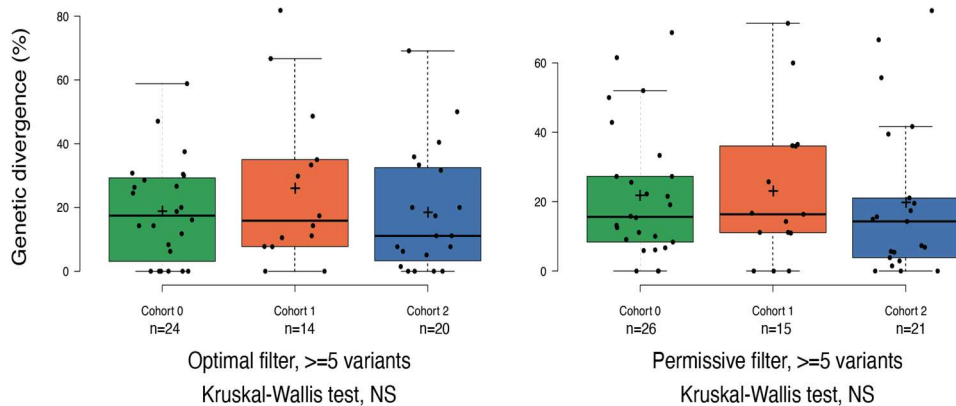 Genetic divergence (%)
80
60
40
20
0
Cohort 0
n=24
Cohort 1
n=14
Cohort 2
n=20
Optimal filter, >=5 variants
Kruskal-Wallis test, NS
60
40
20
0
Cohort 0
n=26
Cohort 1
n=15
Cohort 2
n=21
Permissive filter, >=5 variants
Kruskal-Wallis test, NS